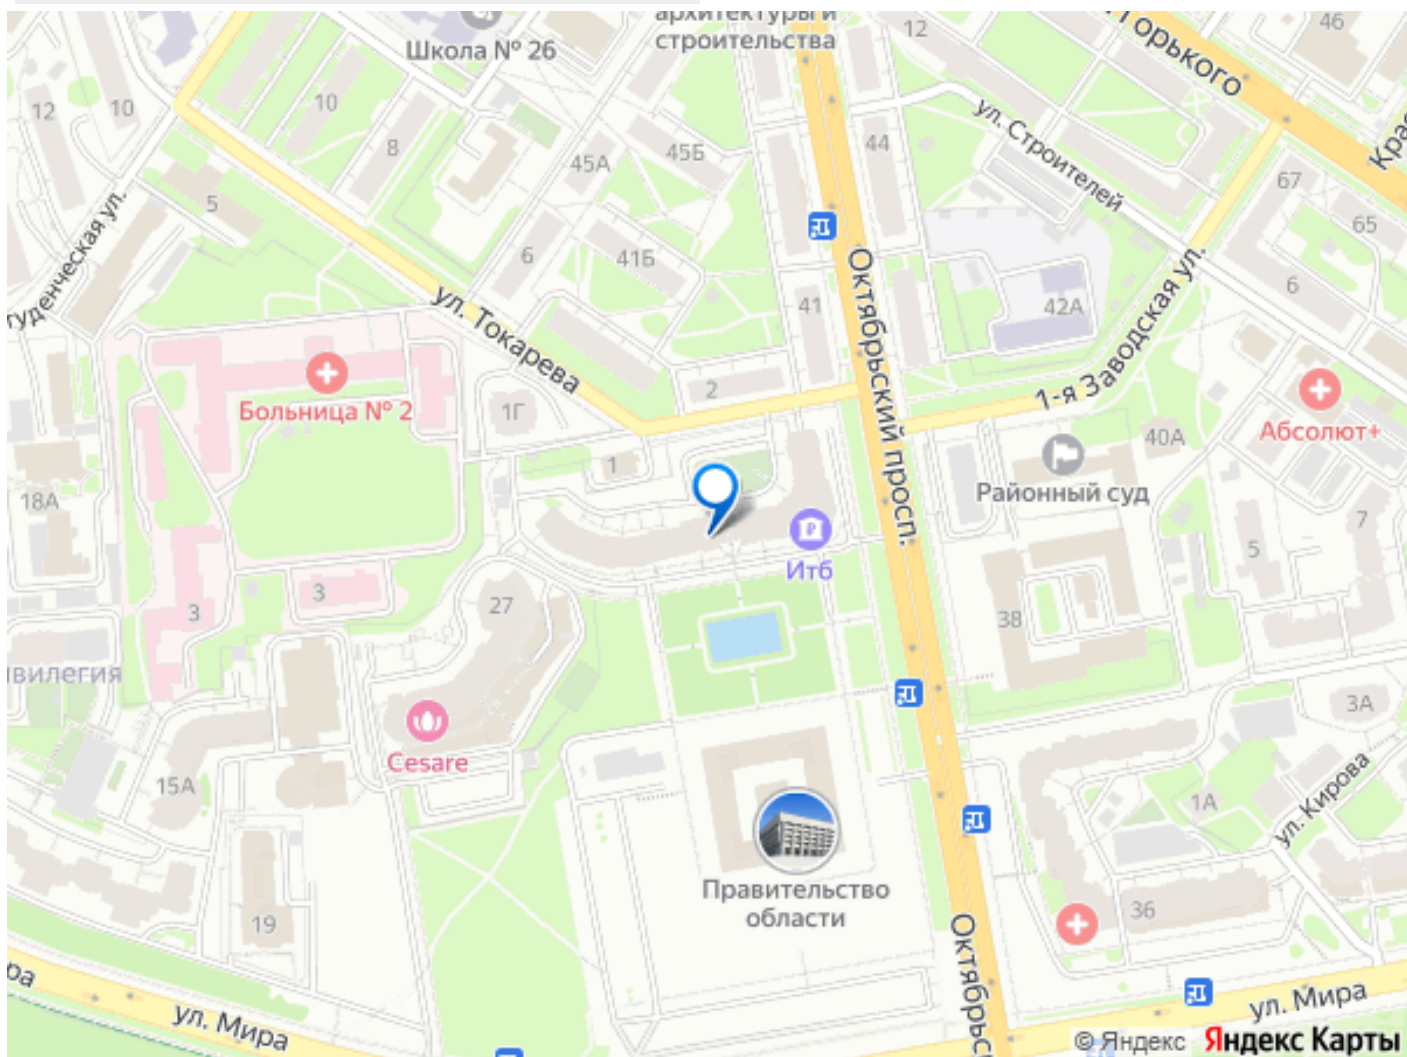 архитектуры и
строительства
Школа № 26
12
Горького
46
12
10
10
8
45А
45Б
44
ул. Строителей
67
65
Студенческая ул.
5
6
41Б
ул. Токарева
41
Октябрьский просп.
42А
6
1-я Заводская ул.
2
1Г
Больница № 2
40А
Абсолют+
1
18А
Районный суд
7
5
Итб
3
3
27
38
ивилегия
3А
Cesare
15А
1А
ул. Кирова
Правительство
области
19
36
Октябрьс
ра
ул. Мира
ул. Мира
© Яндекс Яндекс Карты